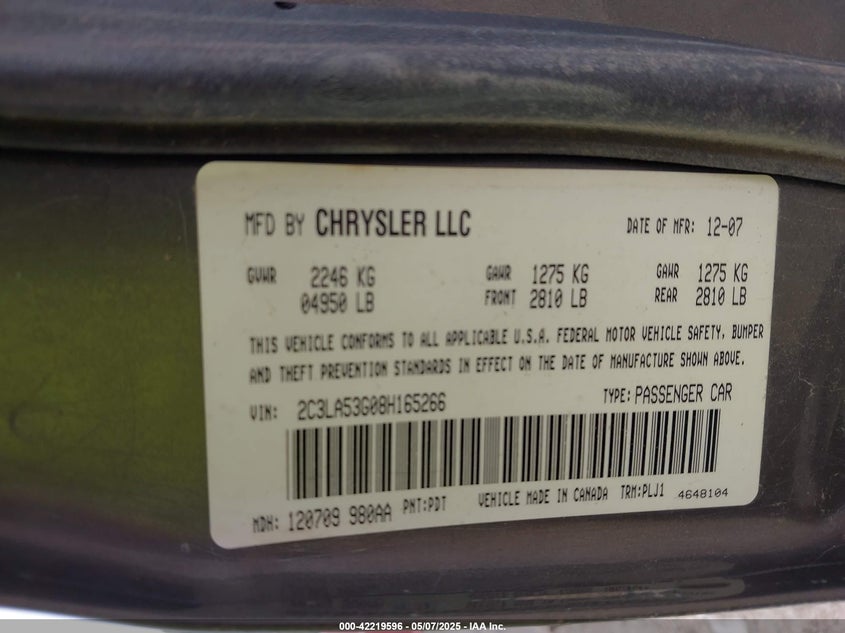 MFD BY CHRYSLER LLC DATE OF MFR: 12-07
GVWR 2246 KG GAWR 1275 KG GAWR 1275 KG
04950 LB FRONT 2810 LB REAR 2810 LB
THIS VEHICLE CONFORMS TO ALL APPLICABLE U.S.A. FEDERAL MOTOR VEHICLE SAFETY, BUMPER
AND THEFT PREVENTION STANDARDS IN EFFECT ON THE DATE OF MANUFACTURE SHOWN ABOVE.
VIN: 2C3LA53G08H165266 TYPE: PASSENGER CAR
MDH: 120709 980AA PNT:PDT VEHICLE MADE IN CANADA TRM:PLJ1 4648104
000-42219596 - 05/07/2025 - IAA Inc.